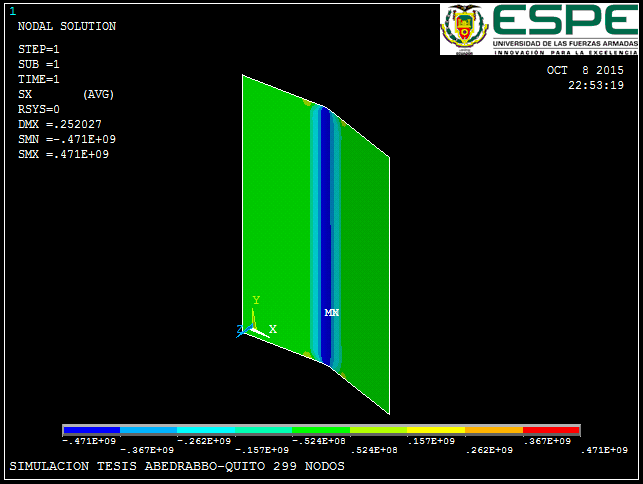 1
NODAL SOLUTION
STEP=1
SUB =1
TIME=1
SX (AVG)
RSYS=0
DMX =.252027
SMN =-.471E+09
SMX =.471E+09
ESPE
UNIVERSIDAD DE LAS FUERZAS ARMADAS
INNOVACIÓN PARA LA EXCELENCIA
OCT 8 2015
22:53:19
Y
Z X
MN
-.471E+09 -.262E+09 -.524E+08 .157E+09 .367E+09
-.367E+09 -.157E+09 .524E+08 .262E+09 .471E+09
SIMULACION TESIS ABEDRABBO-QUITO 299 NODOS